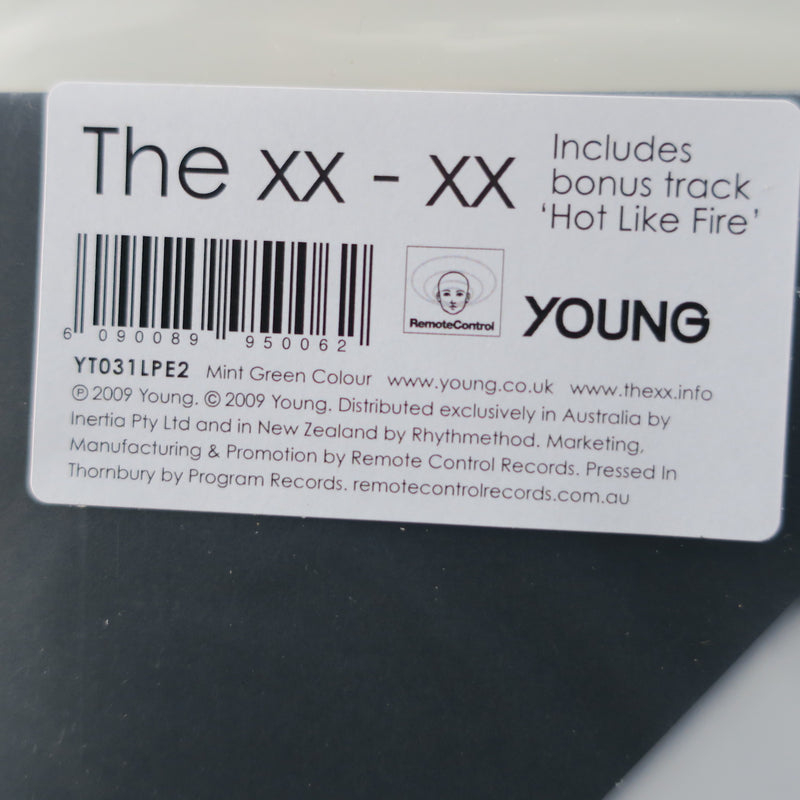 The xx - xx
Includes
bonus track
‘Hot Like Fire’
6 090089 950062
RemoteControl
YOUNG
YT031LPE2 Mint Green Colour www.young.co.uk www.thexx.info
℗ 2009 Young. © 2009 Young. Distributed exclusively in Australia by
Inertia Pty Ltd and in New Zealand by Rhythmethod. Marketing,
Manufacturing & Promotion by Remote Control Records. Pressed In
Thornbury by Program Records. remotecontrolrecords.com.au